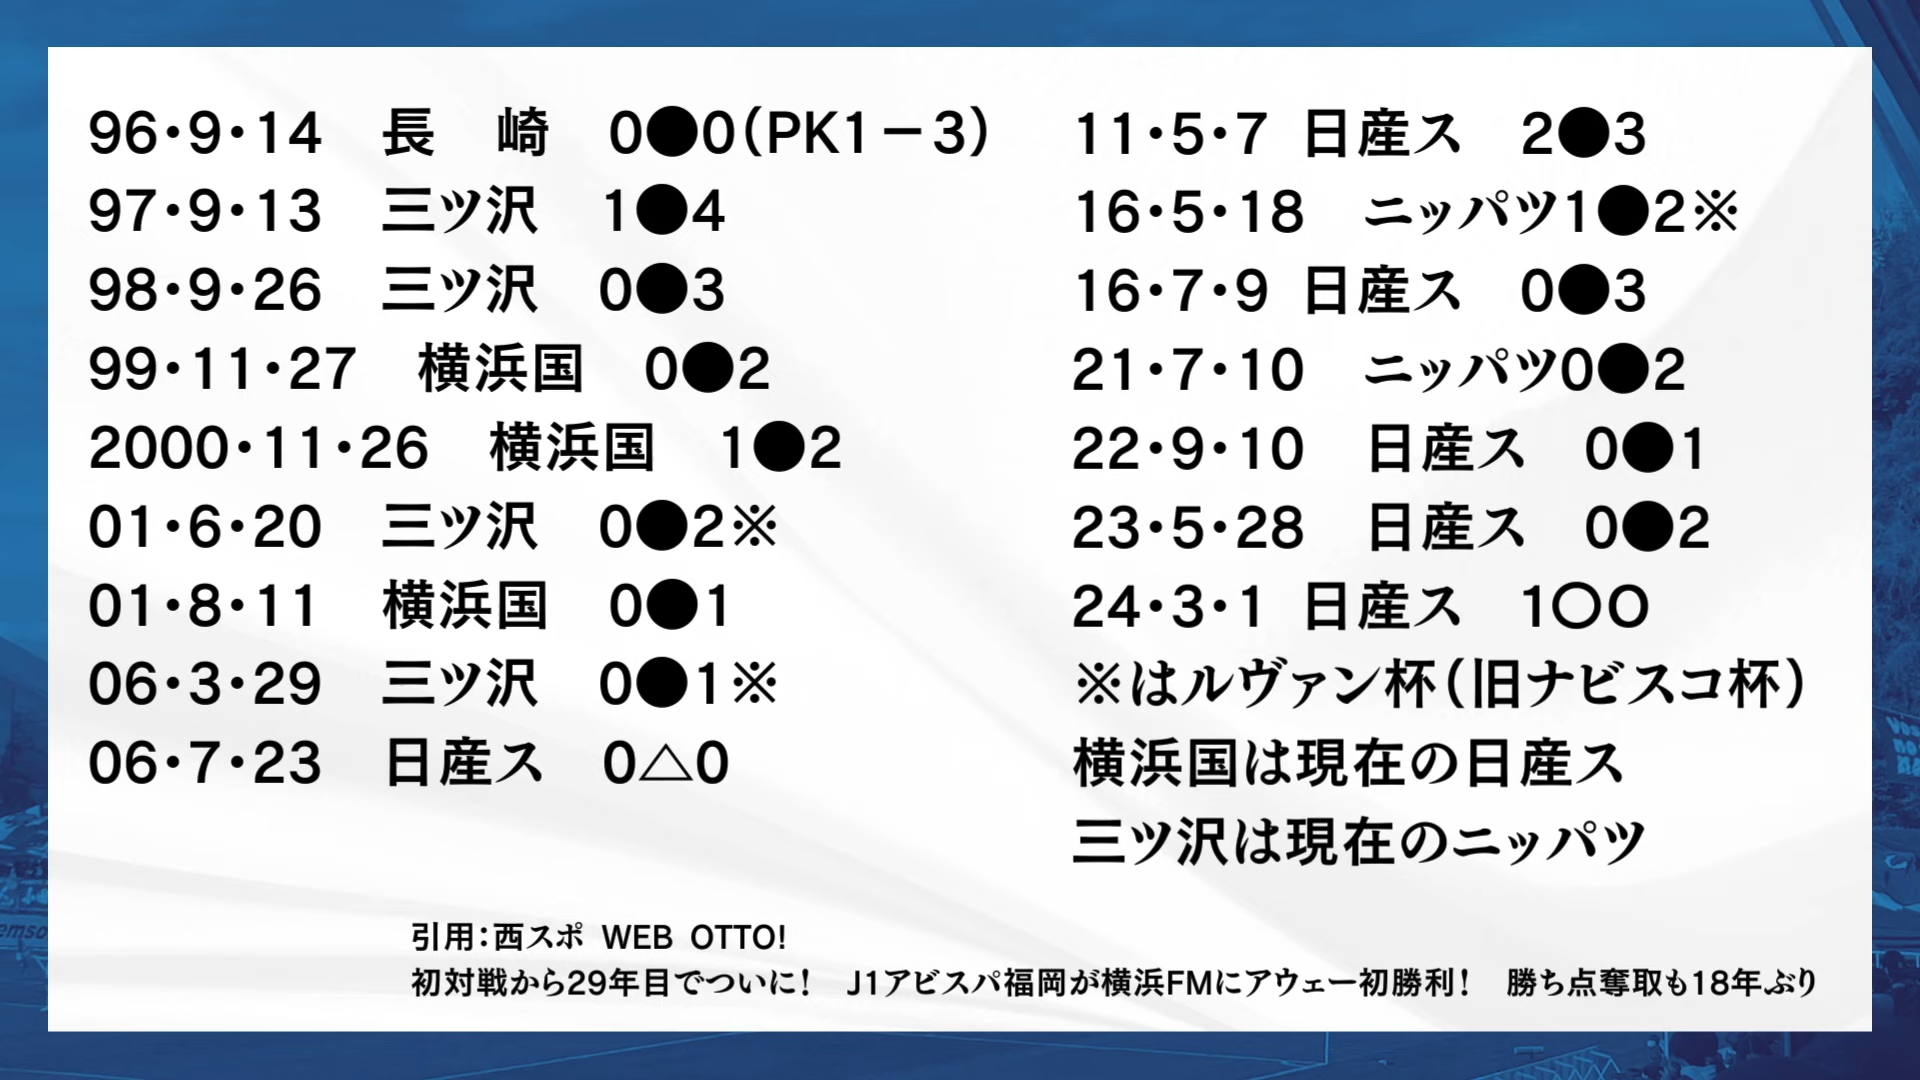 96・9・14　長　崎　0●0（PK1－3）
97・9・13　三ツ沢　1●4
98・9・26　三ツ沢　0●3
99・11・27　横浜国　0●2
2000・11・26　横浜国　1●2
01・6・20　三ツ沢　0●2※
01・8・11　横浜国　0●1
06・3・29　三ツ沢　0●1※
06・7・23　日産ス　0△0
11・5・7 日産ス　2●3
16・5・18　ニッパツ1●2※
16・7・9 日産ス　0●3
21・7・10　ニッパツ0●2
22・9・10　日産ス　0●1
23・5・28　日産ス　0●2
24・3・1 日産ス　1〇0
※はルヴァン杯（旧ナビスコ杯）
横浜国は現在の日産ス
三ツ沢は現在のニッパツ
引用：西スポ WEB OTTO!
初対戦から29年目でついに！　J1アビスパ福岡が横浜FMにアウェー初勝利！　勝ち点奪取も18年ぶり